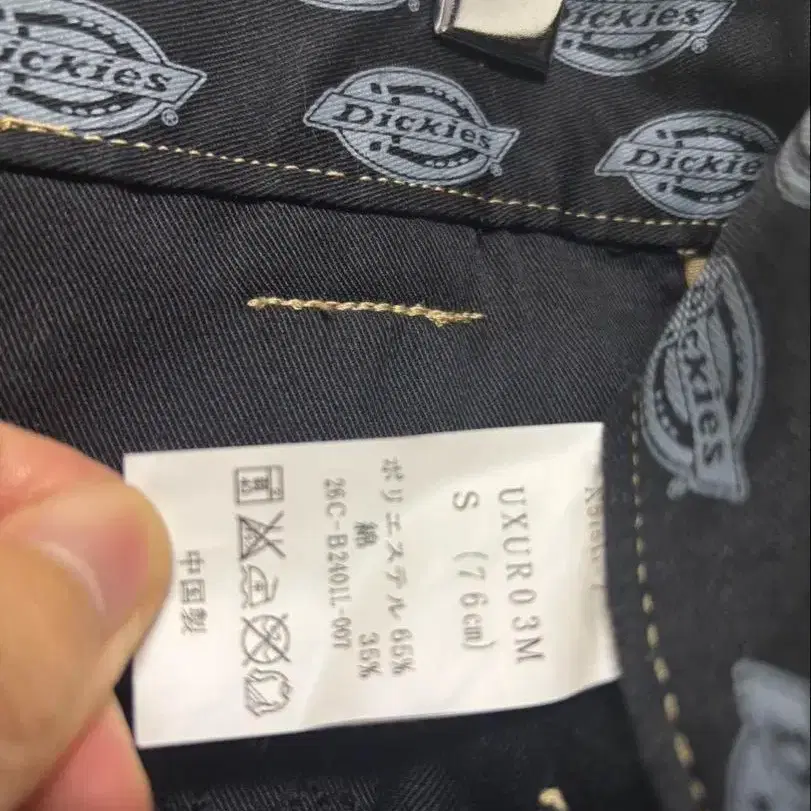 Dickies
®
Dickies
®
Dickies
®
Dickies
®
Dickies
UXUR03M
S (76cm)
ポリエステル 65%
綿 35%
26C-B2401L-007
中国製